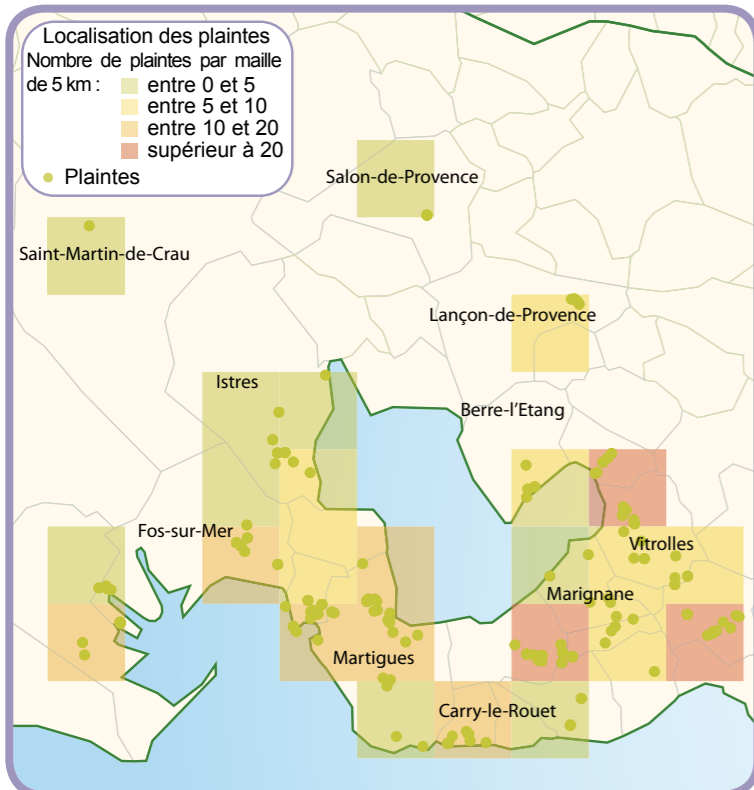 Localisation des plaintes
Nombre de plaintes par maille
de 5 km :
entre 0 et 5
entre 5 et 10
entre 10 et 20
supérieur à 20
Plaintes
Salon-de-Provence
Saint-Martin-de-Crau
Lançon-de-Provence
Istres
Berre-l'Etang
Fos-sur-Mer
Vitrolles
Marignane
Martigues
Carry-le-Rouet